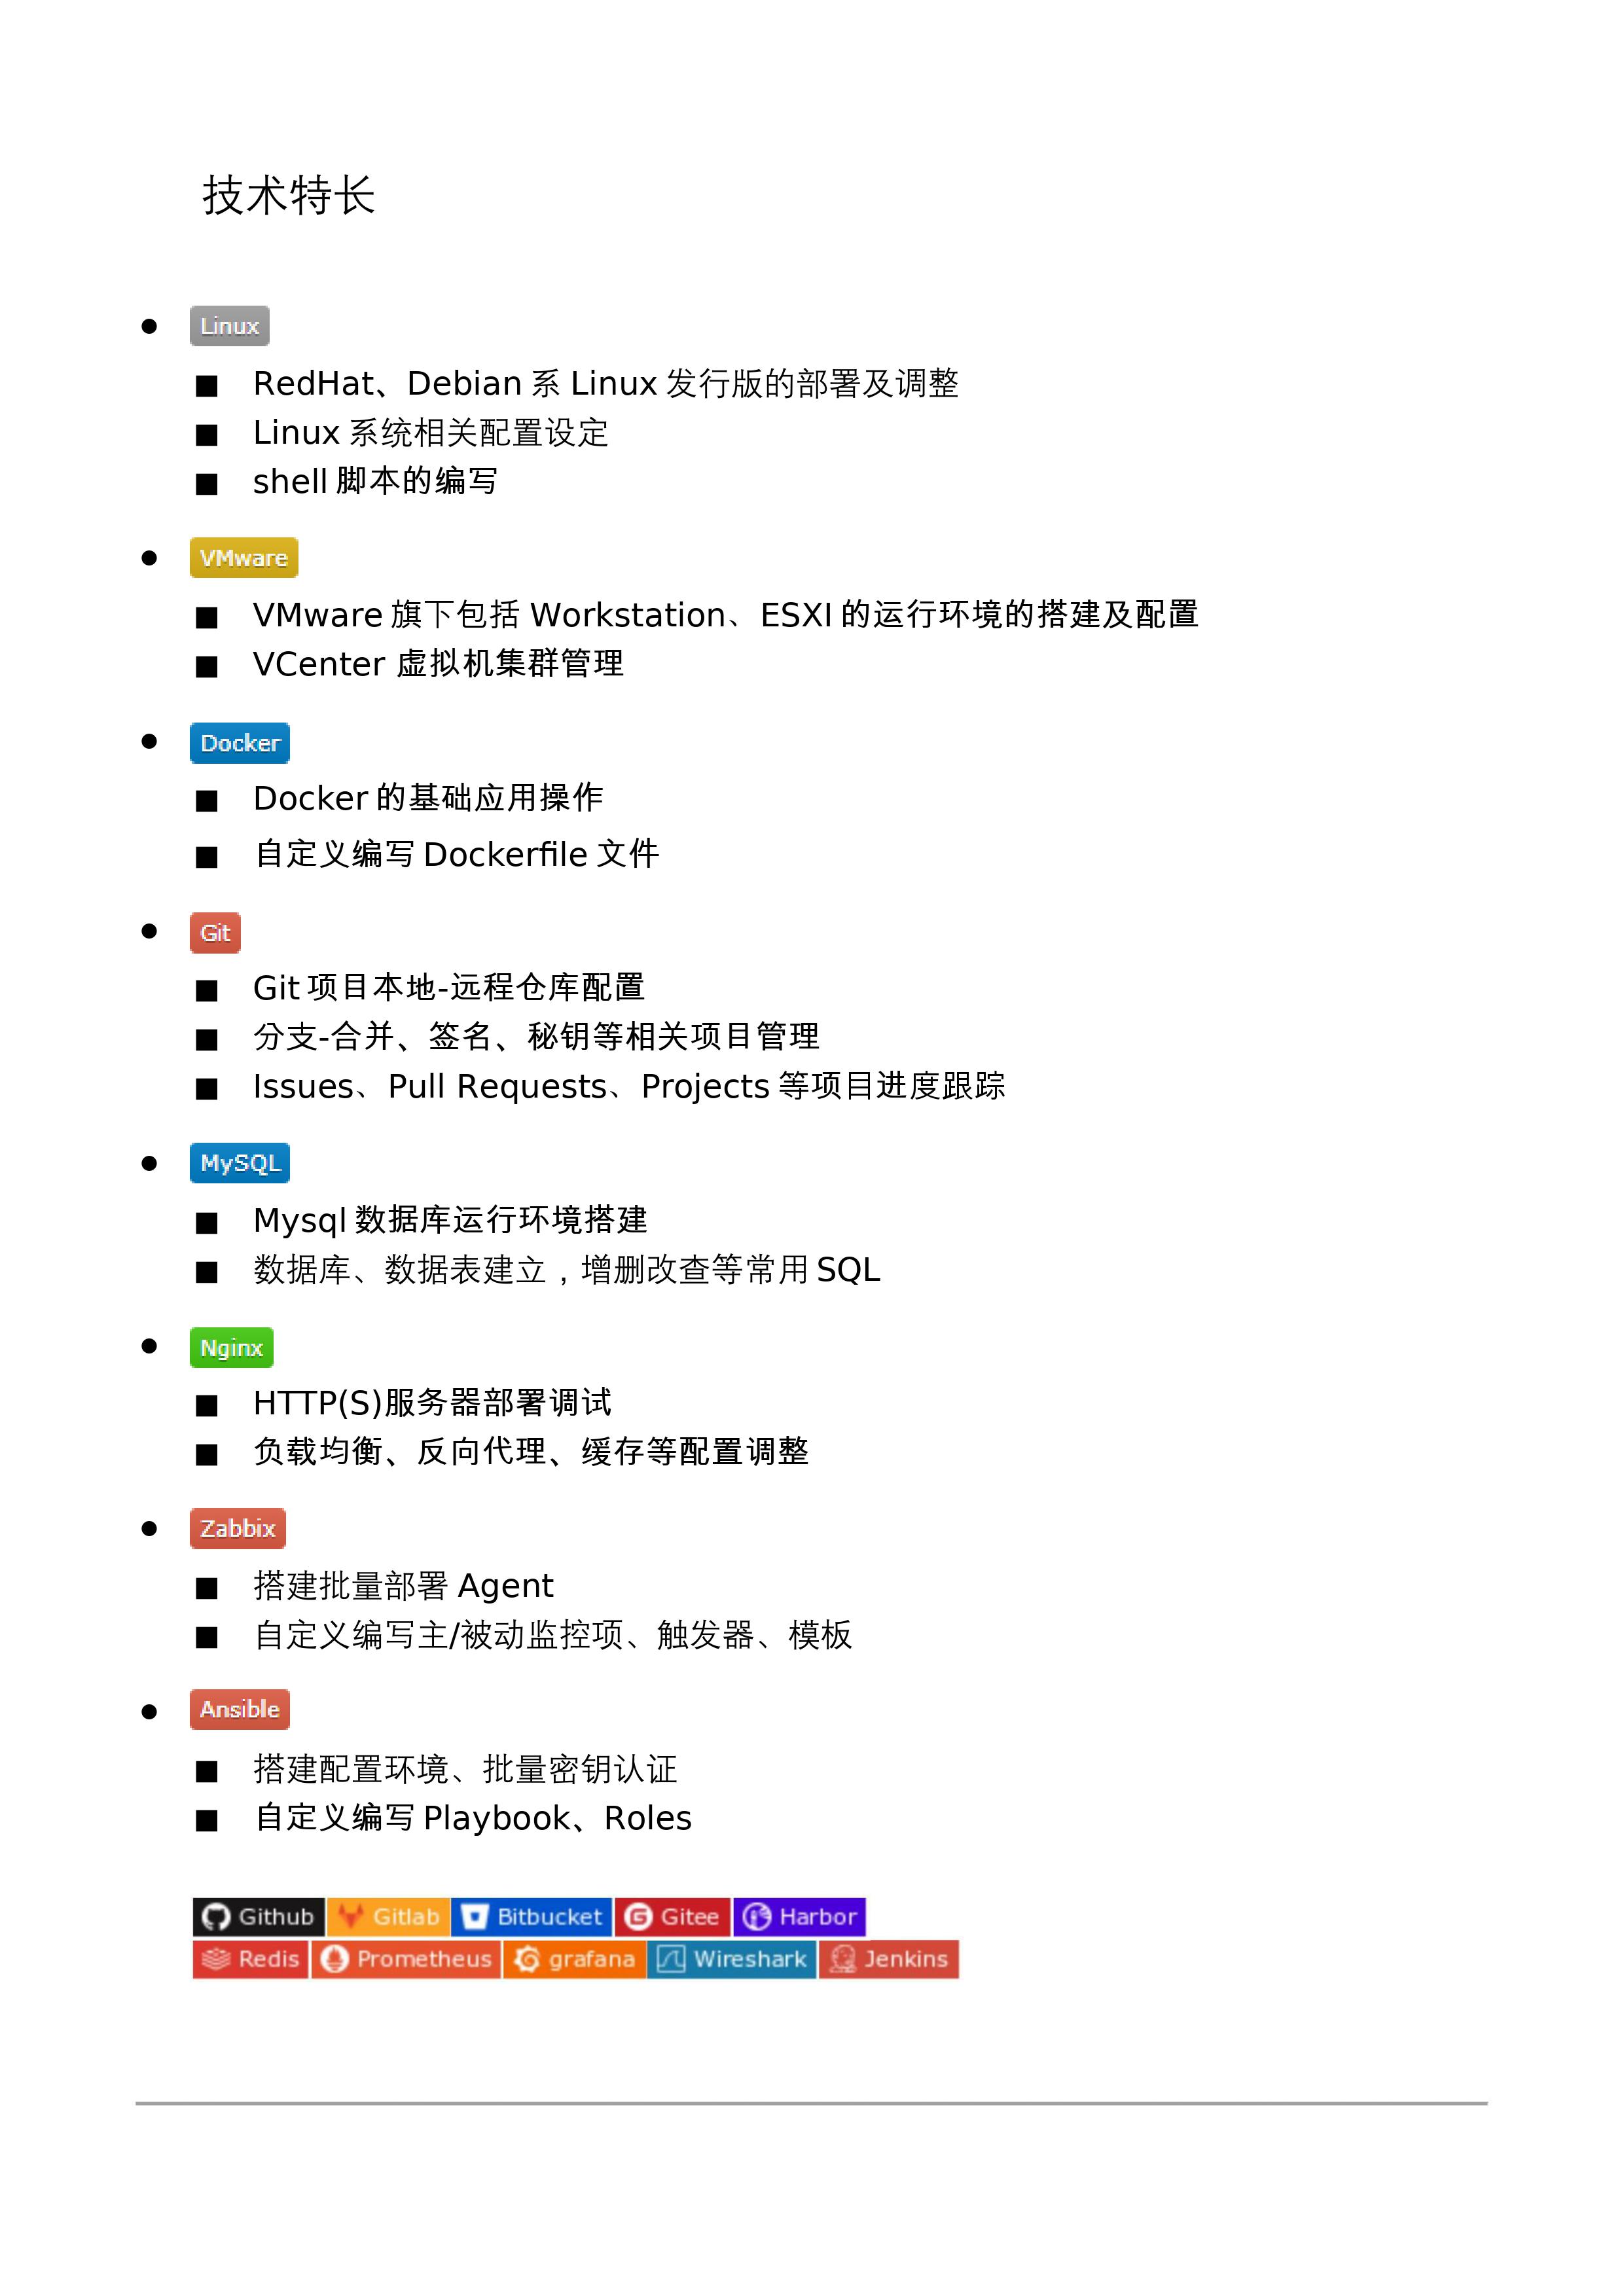 技术特长
Linux
RedHat、Debian 系 Linux 发行版的部署及调整
Linux 系统相关配置设定
shell 脚本的编写
VMware
VMware 旗下包括 Workstation、ESXI 的运行环境的搭建及配置
VCenter 虚拟机集群管理
Docker
Docker 的基础应用操作
自定义编写 Dockerfile 文件
Git
Git 项目本地-远程仓库配置
分支-合并、签名、秘钥等相关项目管理
Issues、Pull Requests、Projects 等项目进度跟踪
MySQL
Mysql 数据库运行环境搭建
数据库、数据表建立，增删改查等常用 SQL
Nginx
HTTP(S)服务器部署调试
负载均衡、反向代理、缓存等配置调整
Zabbix
搭建批量部署 Agent
自定义编写主/被动监控项、触发器、模板
Ansible
搭建配置环境、批量密钥认证
自定义编写 Playbook、Roles
Github Gitlab Bitbucket Gitee Harbor
Redis Prometheus grafana Wireshark Jenkins